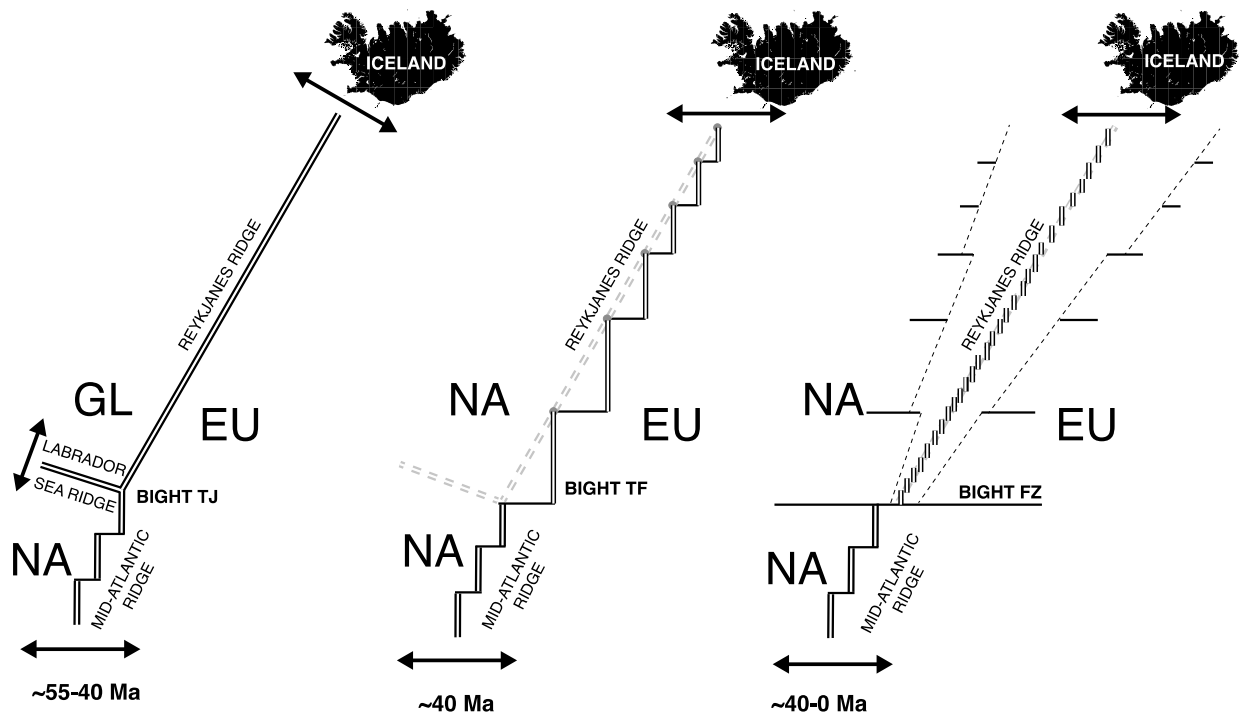 ICELAND
REYKJANES RIDGE
GL
EU
LABRADOR
SEA RIDGE
BIGHT TJ
NA
MID-ATLANTIC
RIDGE
~55-40 Ma
ICELAND
REYKJANES RIDGE
NA
EU
BIGHT TF
NA
MID-ATLANTIC
RIDGE
~40 Ma
ICELAND
REYKJANES RIDGE
NA
EU
BIGHT FZ
NA
MID-ATLANTIC
RIDGE
~40-0 Ma